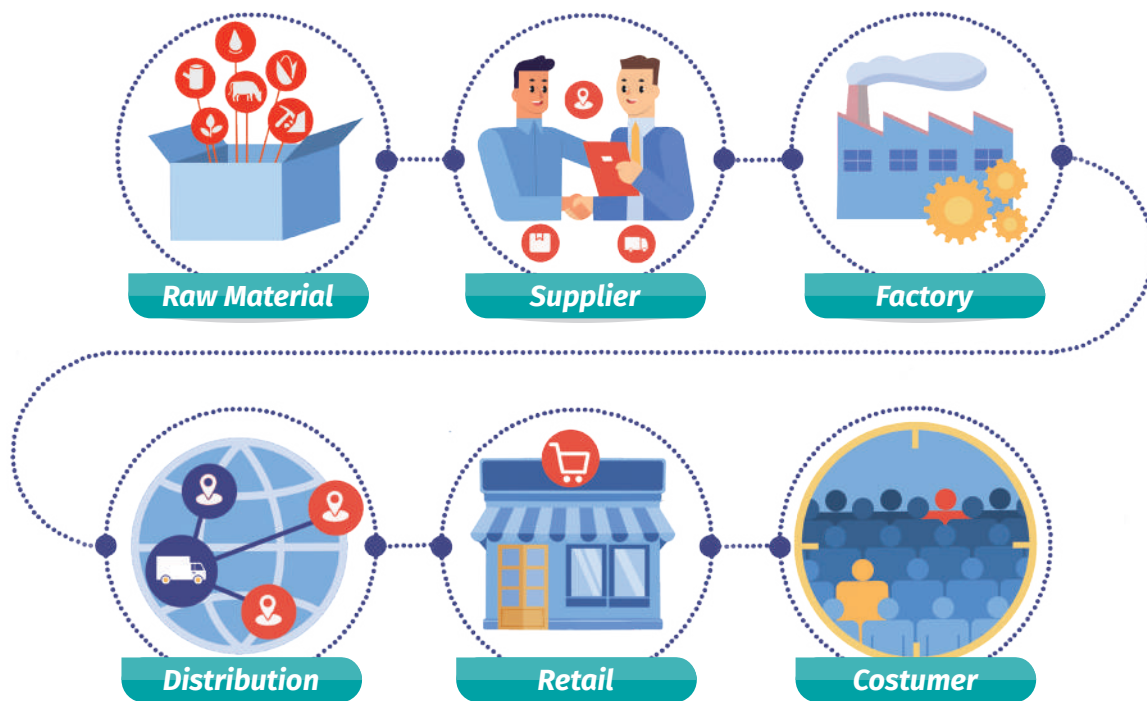 Raw Material
Supplier
Factory
Distribution
Retail
Costumer